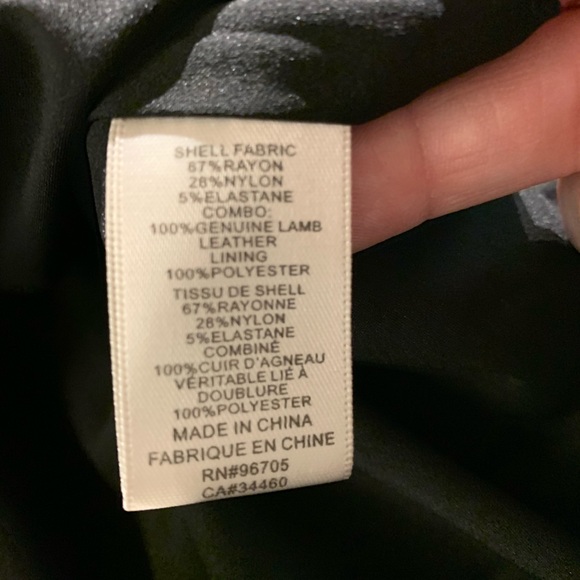 SHELL FABRIC
67%RAYON
28%NYLON
5%ELASTANE
COMBO:
100%GENUINE LAMB
LEATHER
LINING
100%POLYESTER
TISSU DE SHELL
67%RAYONNE
28%NYLON
5%ELASTANE
COMBINÉ
100%CUIR D'AGNEAU
VÉRITABLE LIÉ À
DOUBLURE
100%POLYESTER
MADE IN CHINA
FABRIQUE EN CHINE
RN#96705
CA#34460